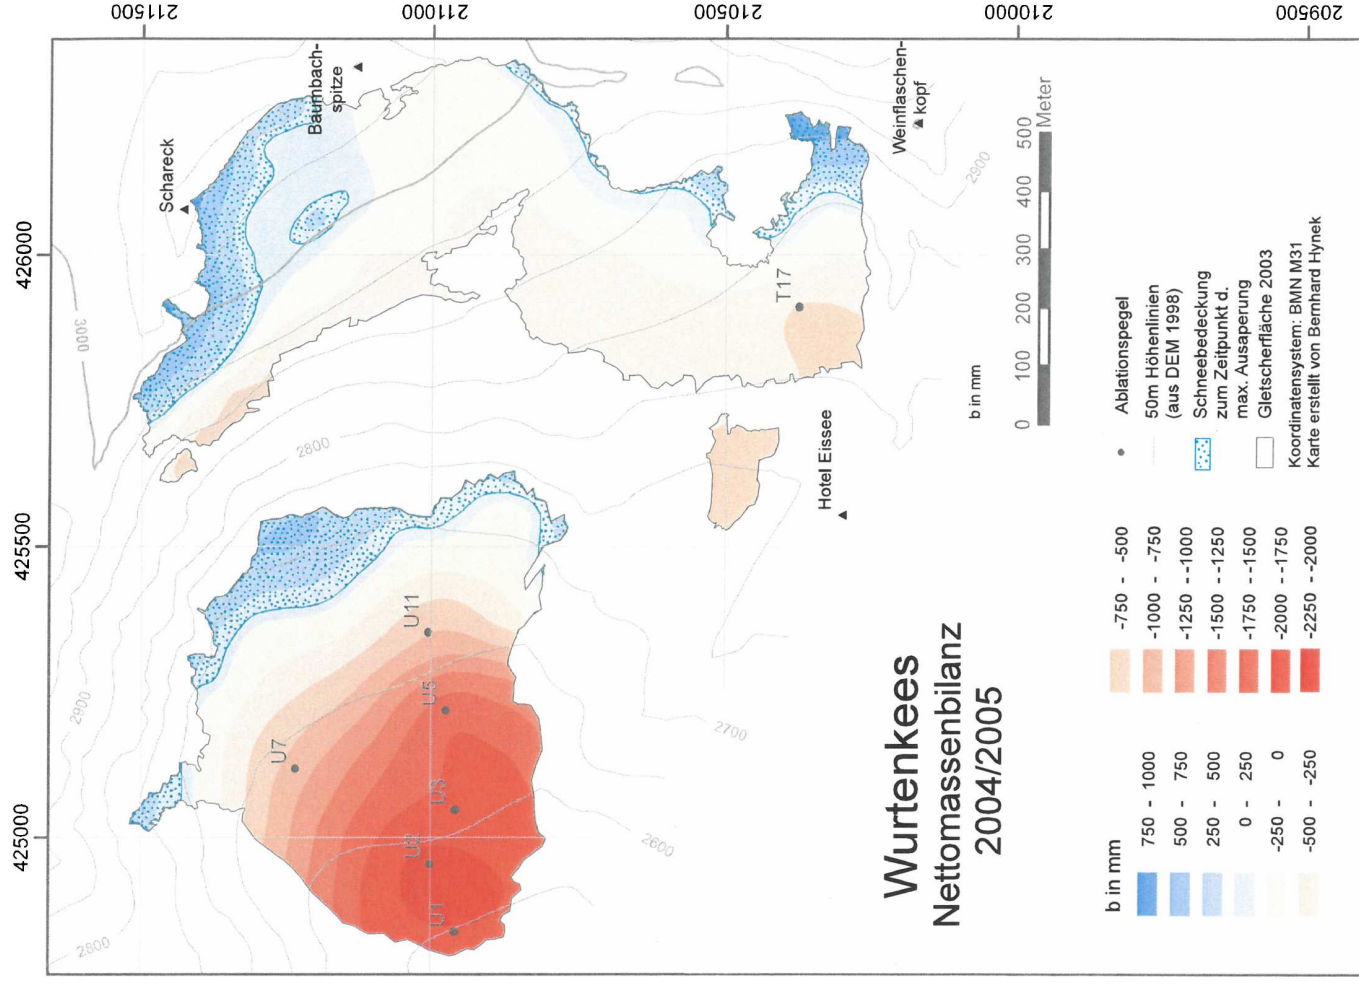 211500
211000
210500
210000
209500
426000
425500
425000
Schareck
Baumbach-
spitze
Weinflaschen-
kopf
Hotel Eissee
3000
2900
2800
2900
2800
2700
2600
T17
U11
U7
U5
U3
U2
U1
Wurtenkees
Nettomassenbilanz
2004/2005
b in mm
0 100 200 300 400 500
Meter
Ablationspegel
50m Höhenlinien
(aus DEM 1998)
Schneebedeckung
zum Zeitpunkt d.
max. Ausaperung
Gletscherfläche 2003
Koordinatensystem: BMN M31
Karte erstellt von Bernhard Hynek
b in mm
750 - 1000
500 - 750
250 - 500
0 - 250
-250 - 0
-500 - -250
-750 - -500
-1000 - -750
-1250 --1000
-1500 --1250
-1750 --1500
-2000 --1750
-2250 --2000